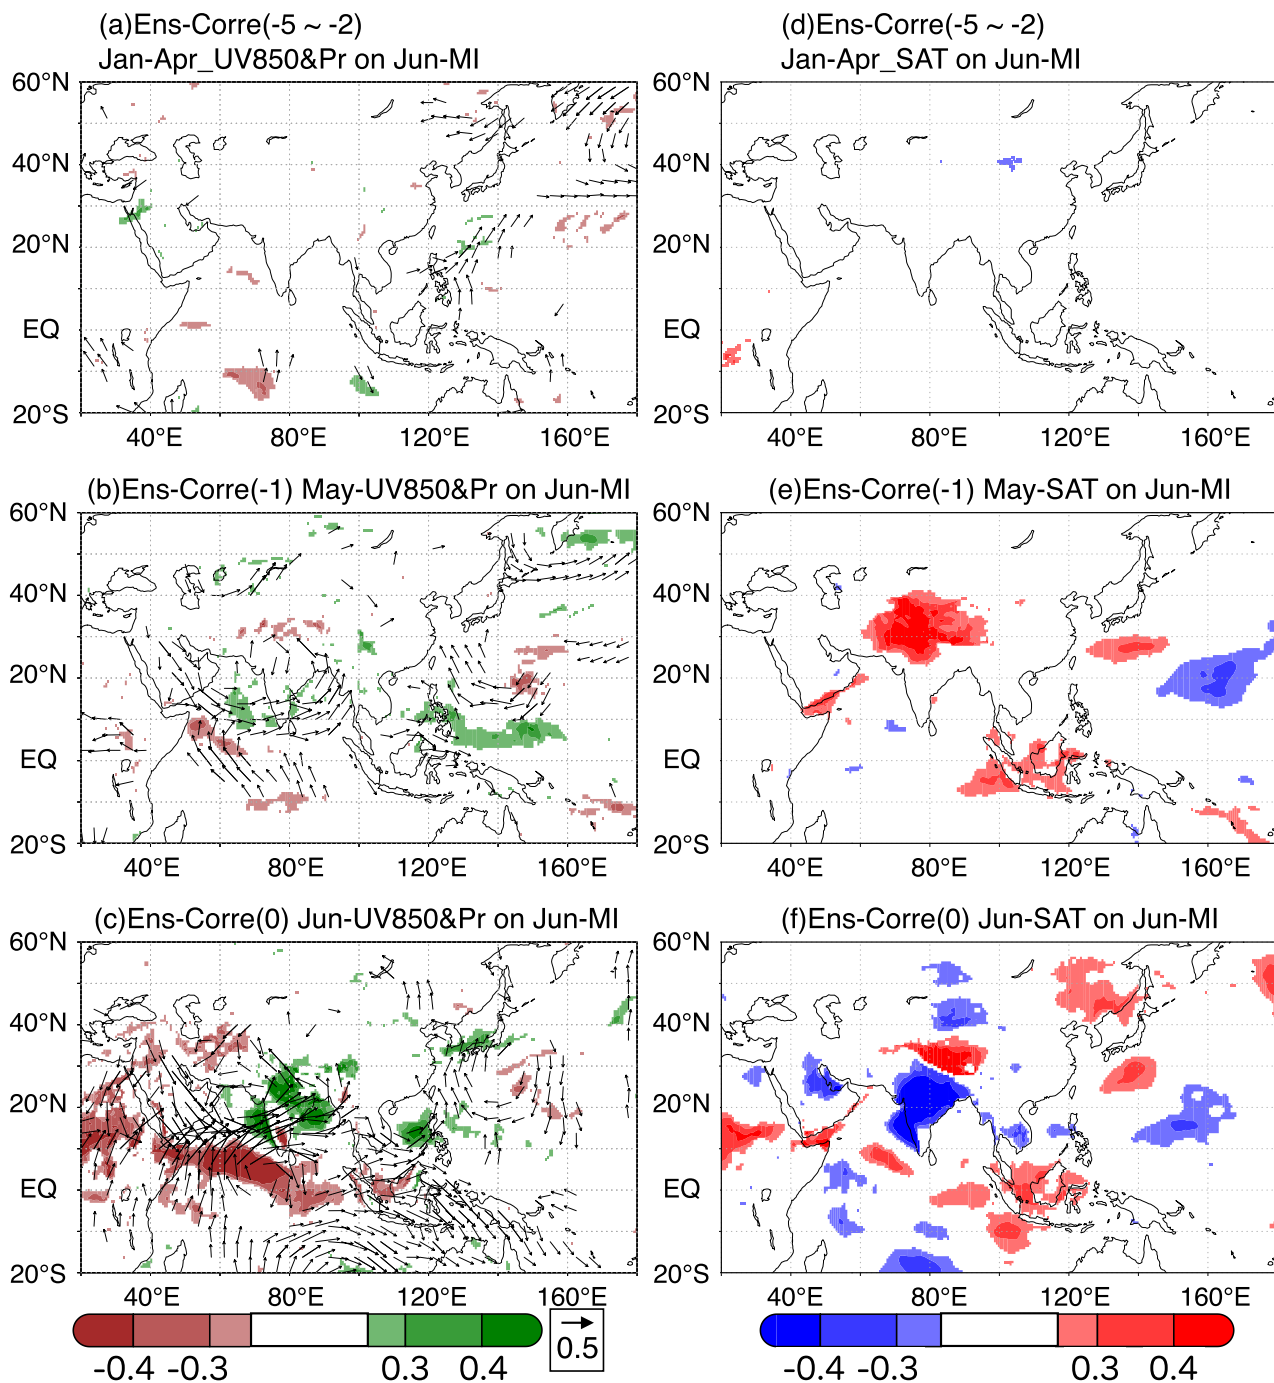 (a)Ens-Corre(-5 ~ -2)
Jan-Apr_UV850&Pr on Jun-MI
60°N
40°N
20°N
EQ
20°S
40°E
80°E
120°E
160°E
(d)Ens-Corre(-5 ~ -2)
Jan-Apr_SAT on Jun-MI
40°E
80°E
120°E
160°E
(b)Ens-Corre(-1) May-UV850&Pr on Jun-MI
60°N
40°N
20°N
EQ
20°S
40°E
80°E
120°E
160°E
(e)Ens-Corre(-1) May-SAT on Jun-MI
60°N
40°N
20°N
EQ
20°S
40°E
80°E
120°E
160°E
(c)Ens-Corre(0) Jun-UV850&Pr on Jun-MI
60°N
40°N
20°N
EQ
20°S
40°E
80°E
120°E
160°E
(f)Ens-Corre(0) Jun-SAT on Jun-MI
60°N
40°N
20°N
EQ
20°S
40°E
80°E
120°E
160°E
-0.4
-0.3
0.3
0.4
0.5
-0.4
-0.3
0.3
0.4